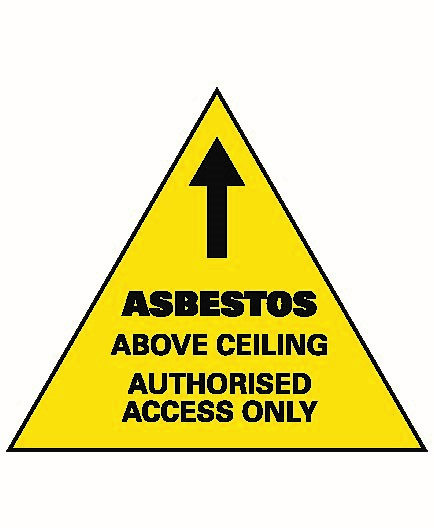 ASBESTOS
ABOVE CEILING
AUTHORISED
ACCESS ONLY